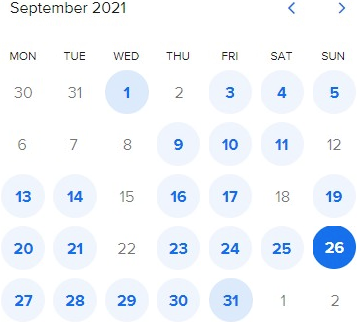 September 2021
MON TUE WED THU FRI SAT SUN
30 31 1 2 3 4 5
6 7 8 9 10 11 12
13 14 15 16 17 18 19
20 21 22 23 24 25 26
27 28 29 30 31 1 2